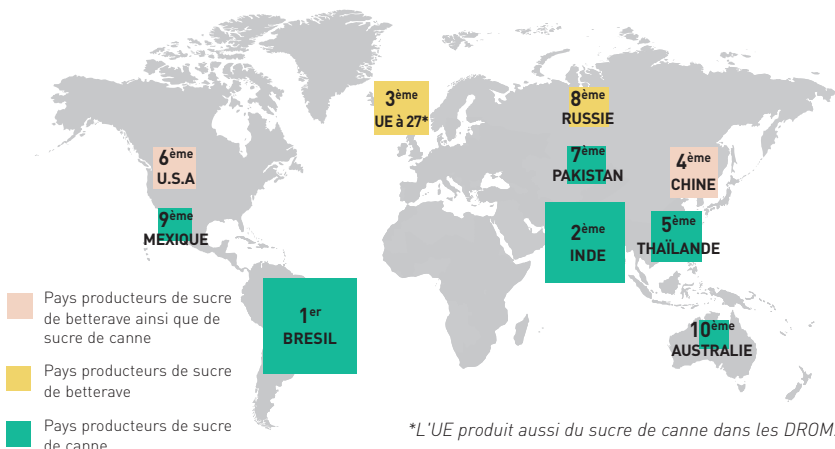 3ème
UE à 27*
8ème
RUSSIE
6ème
U.S.A
7ème
PAKISTAN
4ème
CHINE
9ème
MEXIQUE
2ème
INDE
5ème
THAÏLANDE
1er
BRESIL
10ème
AUSTRALIE
Pays producteurs de sucre
de betterave ainsi que de
sucre de canne
Pays producteurs de sucre
de betterave
Pays producteurs de sucre
de canne
*L'UE produit aussi du sucre de canne dans les DROM.